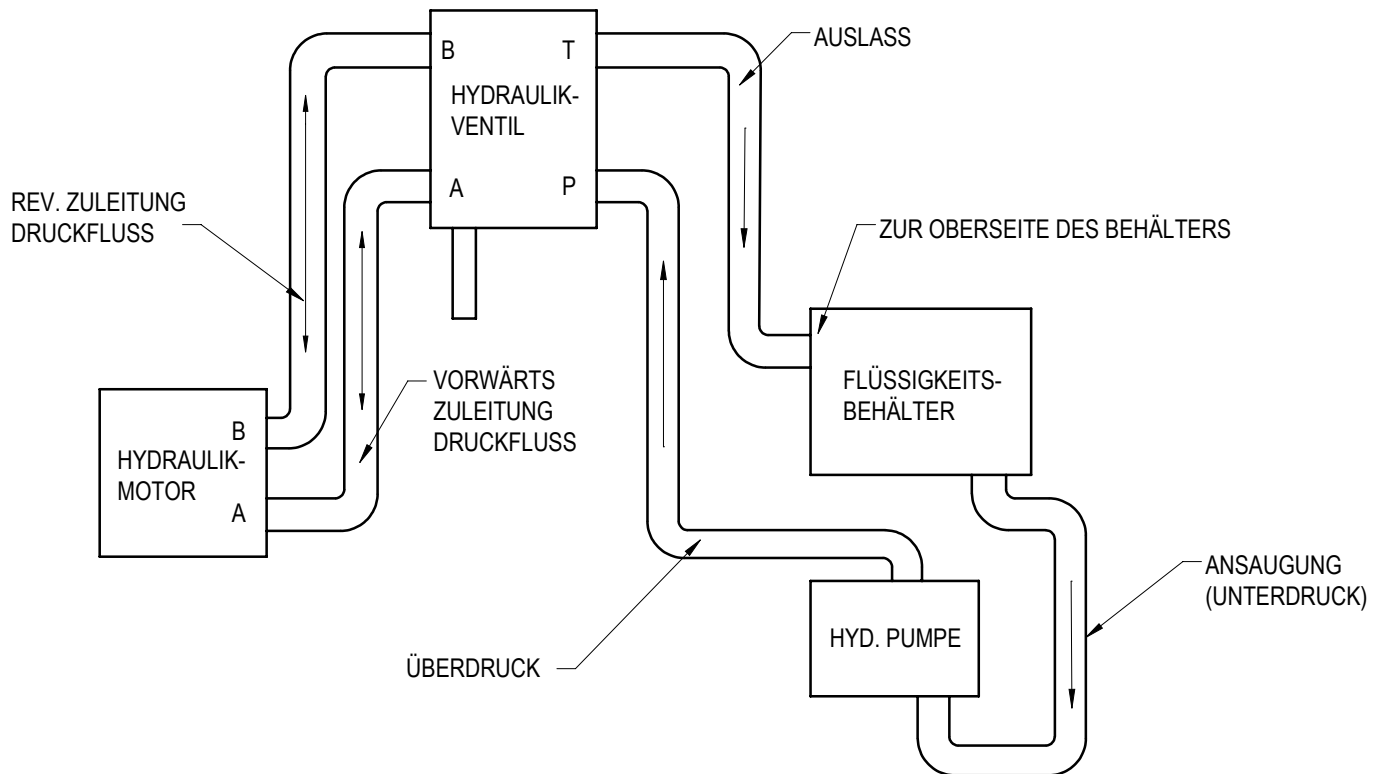 B
T
HYDRAULIK-
VENTIL
A
P
AUSLASS
REV. ZULEITUNG
DRUCKFLUSS
ZUR OBERSEITE DES BEHÄLTERS
VORWÄRTS
ZULEITUNG
DRUCKFLUSS
FLÜSSIGKEITS-
BEHÄLTER
B
HYDRAULIK-
MOTOR
A
ANSAUGUNG
(UNTERDRUCK)
HYD. PUMPE
ÜBERDRUCK